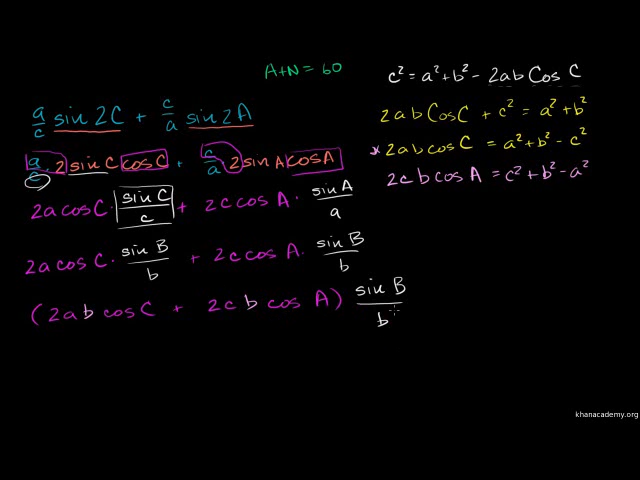 A+N = 60
c² = a² + b² - 2ab Cos C
a/c sin 2C + c/a sin 2A
2ab Cos C + c² = a² + b²
* 2ab cos C = a² + b² - c²
a/c · 2 sin C cos C + c/a 2 sin A cos A
2cb cos A = c² + b² - a²
2a cos C · sin C/c + 2c cos A · sin A/a
2a cos C · sin B/b + 2c cos A · sin B/b
(2ab cos C + 2cb cos A) sin B/b
khanacademy.org